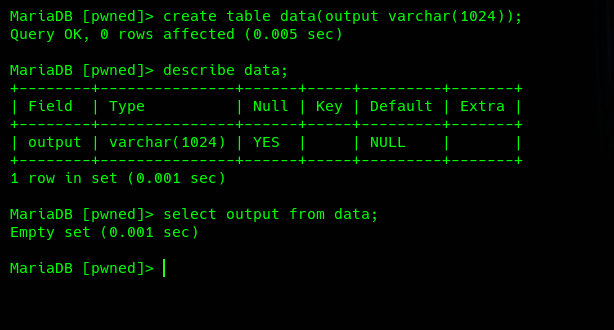 MariaDB [pwned]> create table data(output varchar(1024));
Query OK, 0 rows affected (0.005 sec)
MariaDB [pwned]> describe data;
+--------+---------------+------+-----+---------+-------+
| Field  | Type          | Null | Key | Default | Extra |
+--------+---------------+------+-----+---------+-------+
| output | varchar(1024) | YES  |     | NULL    |       |
+--------+---------------+------+-----+---------+-------+
1 row in set (0.001 sec)
MariaDB [pwned]> select output from data;
Empty set (0.001 sec)
MariaDB [pwned]>